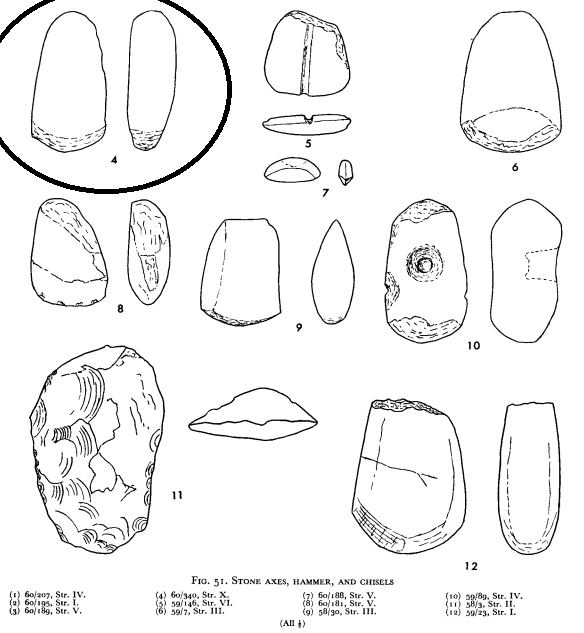 4
5
6
7
8
9
10
11
12
FIG. 51. STONE AXES, HAMMER, AND CHISELS
(1) 60/207, Str. IV. (4) 60/340, Str. X. (7) 60/188, Str. V. (10) 59/89, Str. IV.
(2) 60/195, Str. I. (5) 59/146, Str. VI. (8) 60/181, Str. V. (11) 58/3, Str. II.
(3) 60/189, Str. V. (6) 59/7, Str. III. (9) 58/30, Str. III. (12) 59/23, Str. I.
(All ⅓)